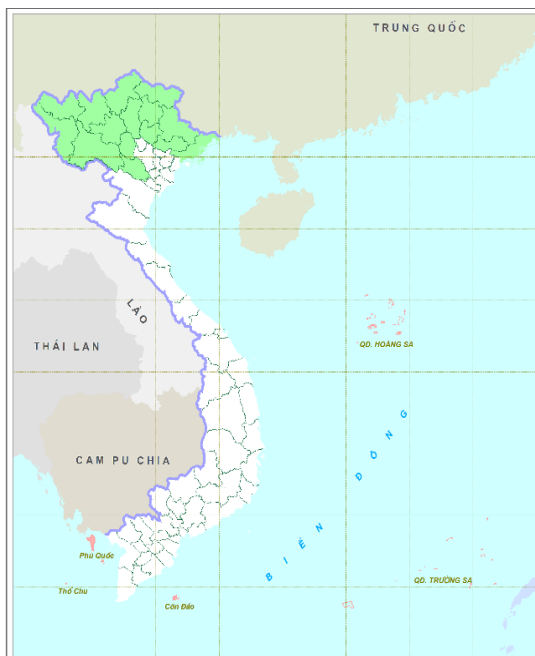 TRUNG QUỐC
LÀO
THÁI LAN
QĐ. HOÀNG SA
CAM PU CHIA
BIỂN ĐÔNG
Phú Quốc
Thổ Chu
Côn Đảo
QĐ. TRƯỜNG SA